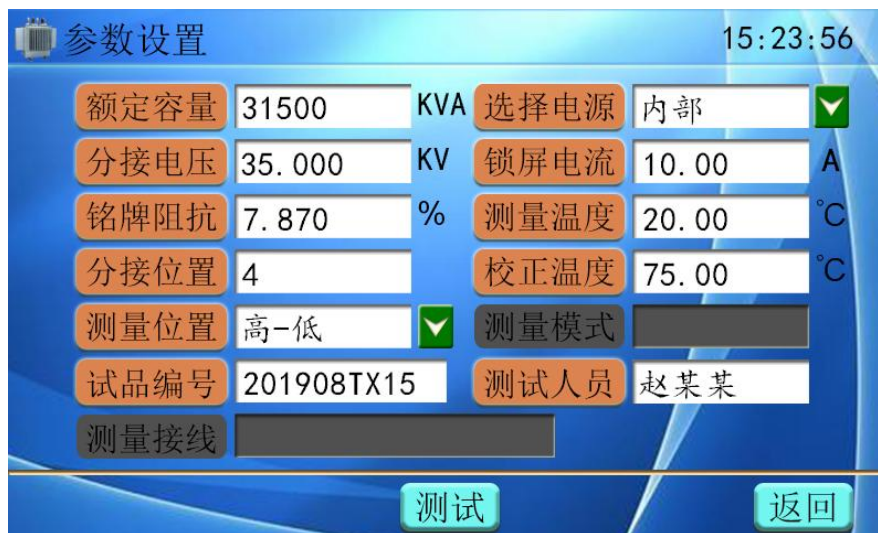 参数设置 15:23:56
额定容量 31500 KVA 选择电源 内部
分接电压 35.000 KV 锁屏电流 10.00 A
铭牌阻抗 7.870 % 测量温度 20.00 ℃
分接位置 4 校正温度 75.00 ℃
测量位置 高-低 测量模式
试品编号 201908TX15 测试人员 赵某某
测量接线
测试 返回